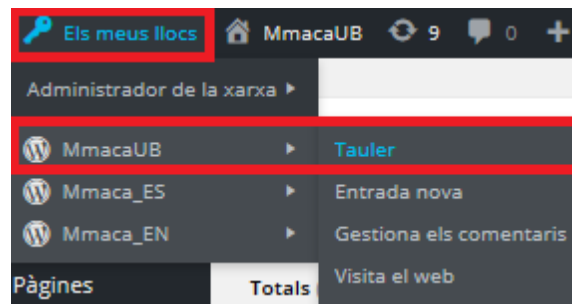 Els meus llocs MmacaUB 9 0 +
Administrador de la xarxa
MmacaUB Tauler
Mmaca_ES Entrada nova
Mmaca_EN Gestiona els comentaris
Visita el web
Pàgines Totals